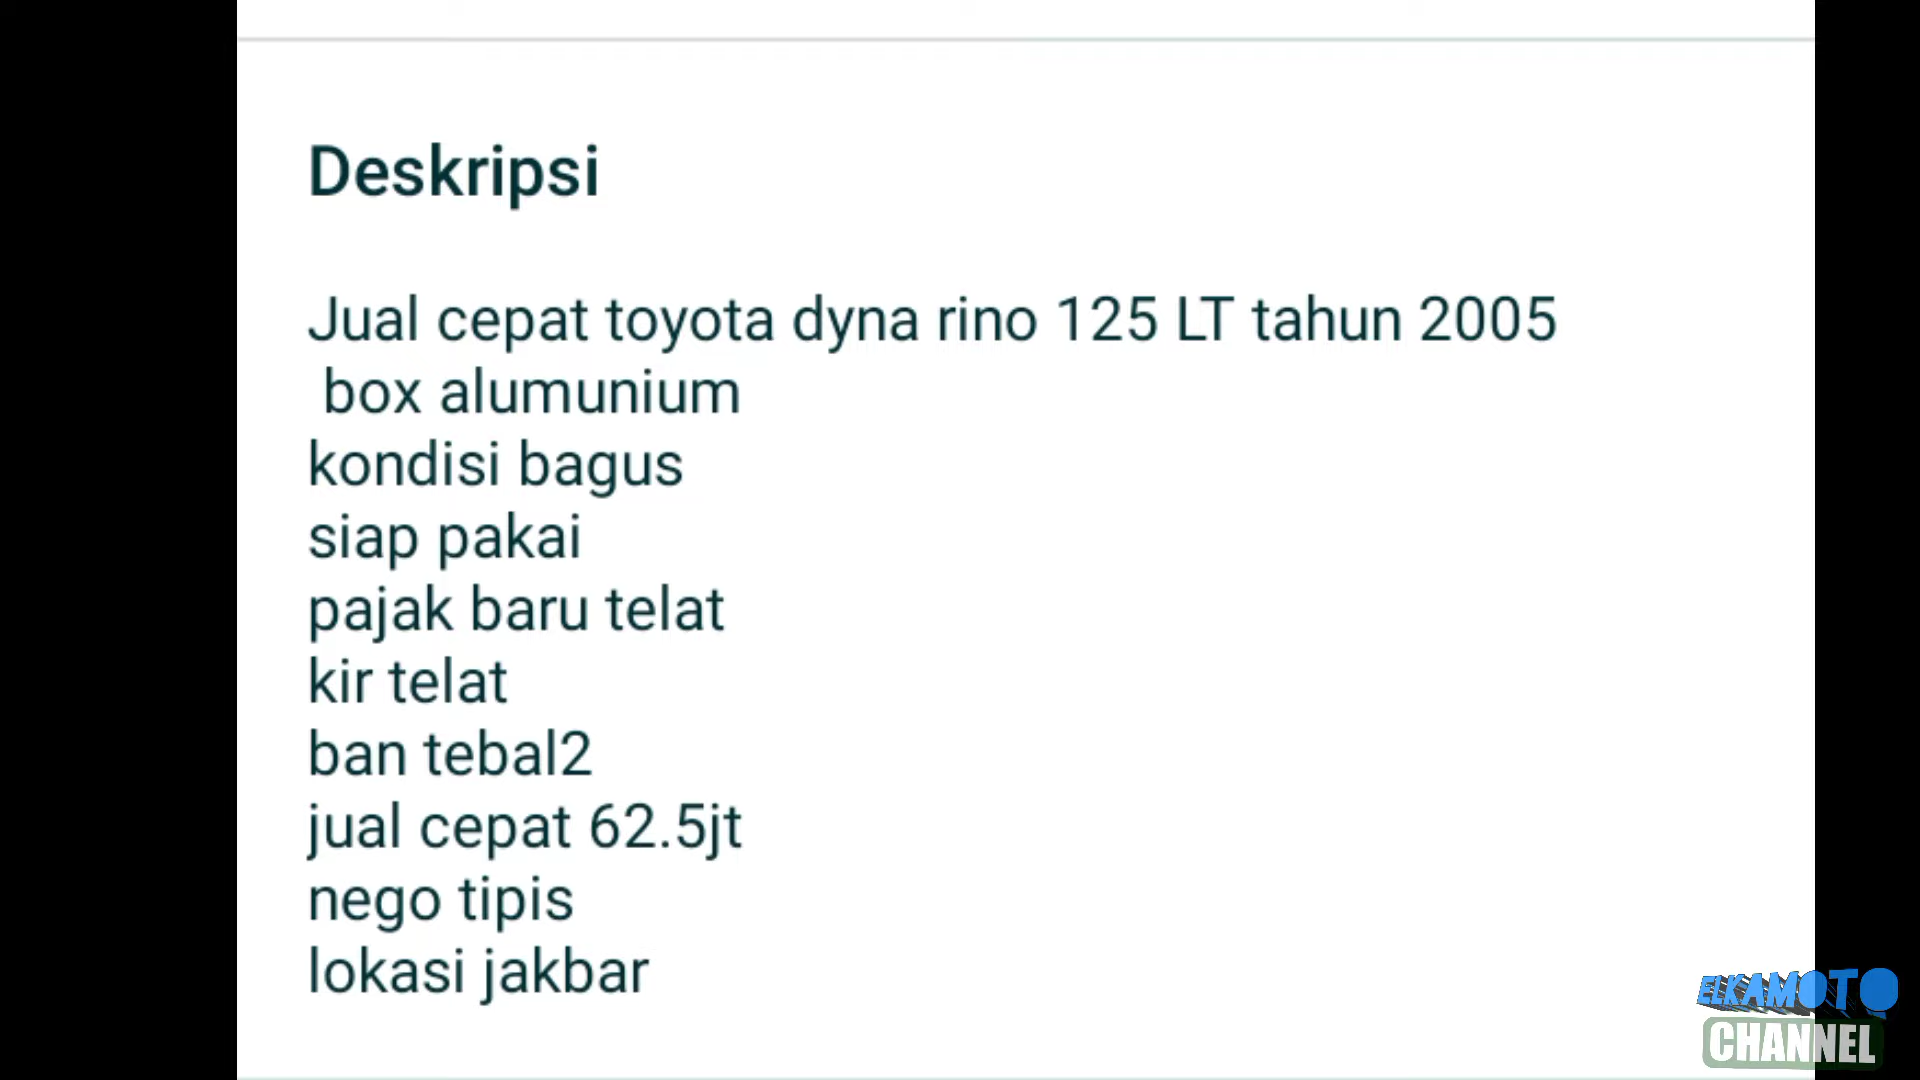 Deskripsi
Jual cepat toyota dyna rino 125 LT tahun 2005
box alumunium
kondisi bagus
siap pakai
pajak baru telat
kir telat
ban tebal2
jual cepat 62.5jt
nego tipis
lokasi jakbar
ELKAMOTO
CHANNEL